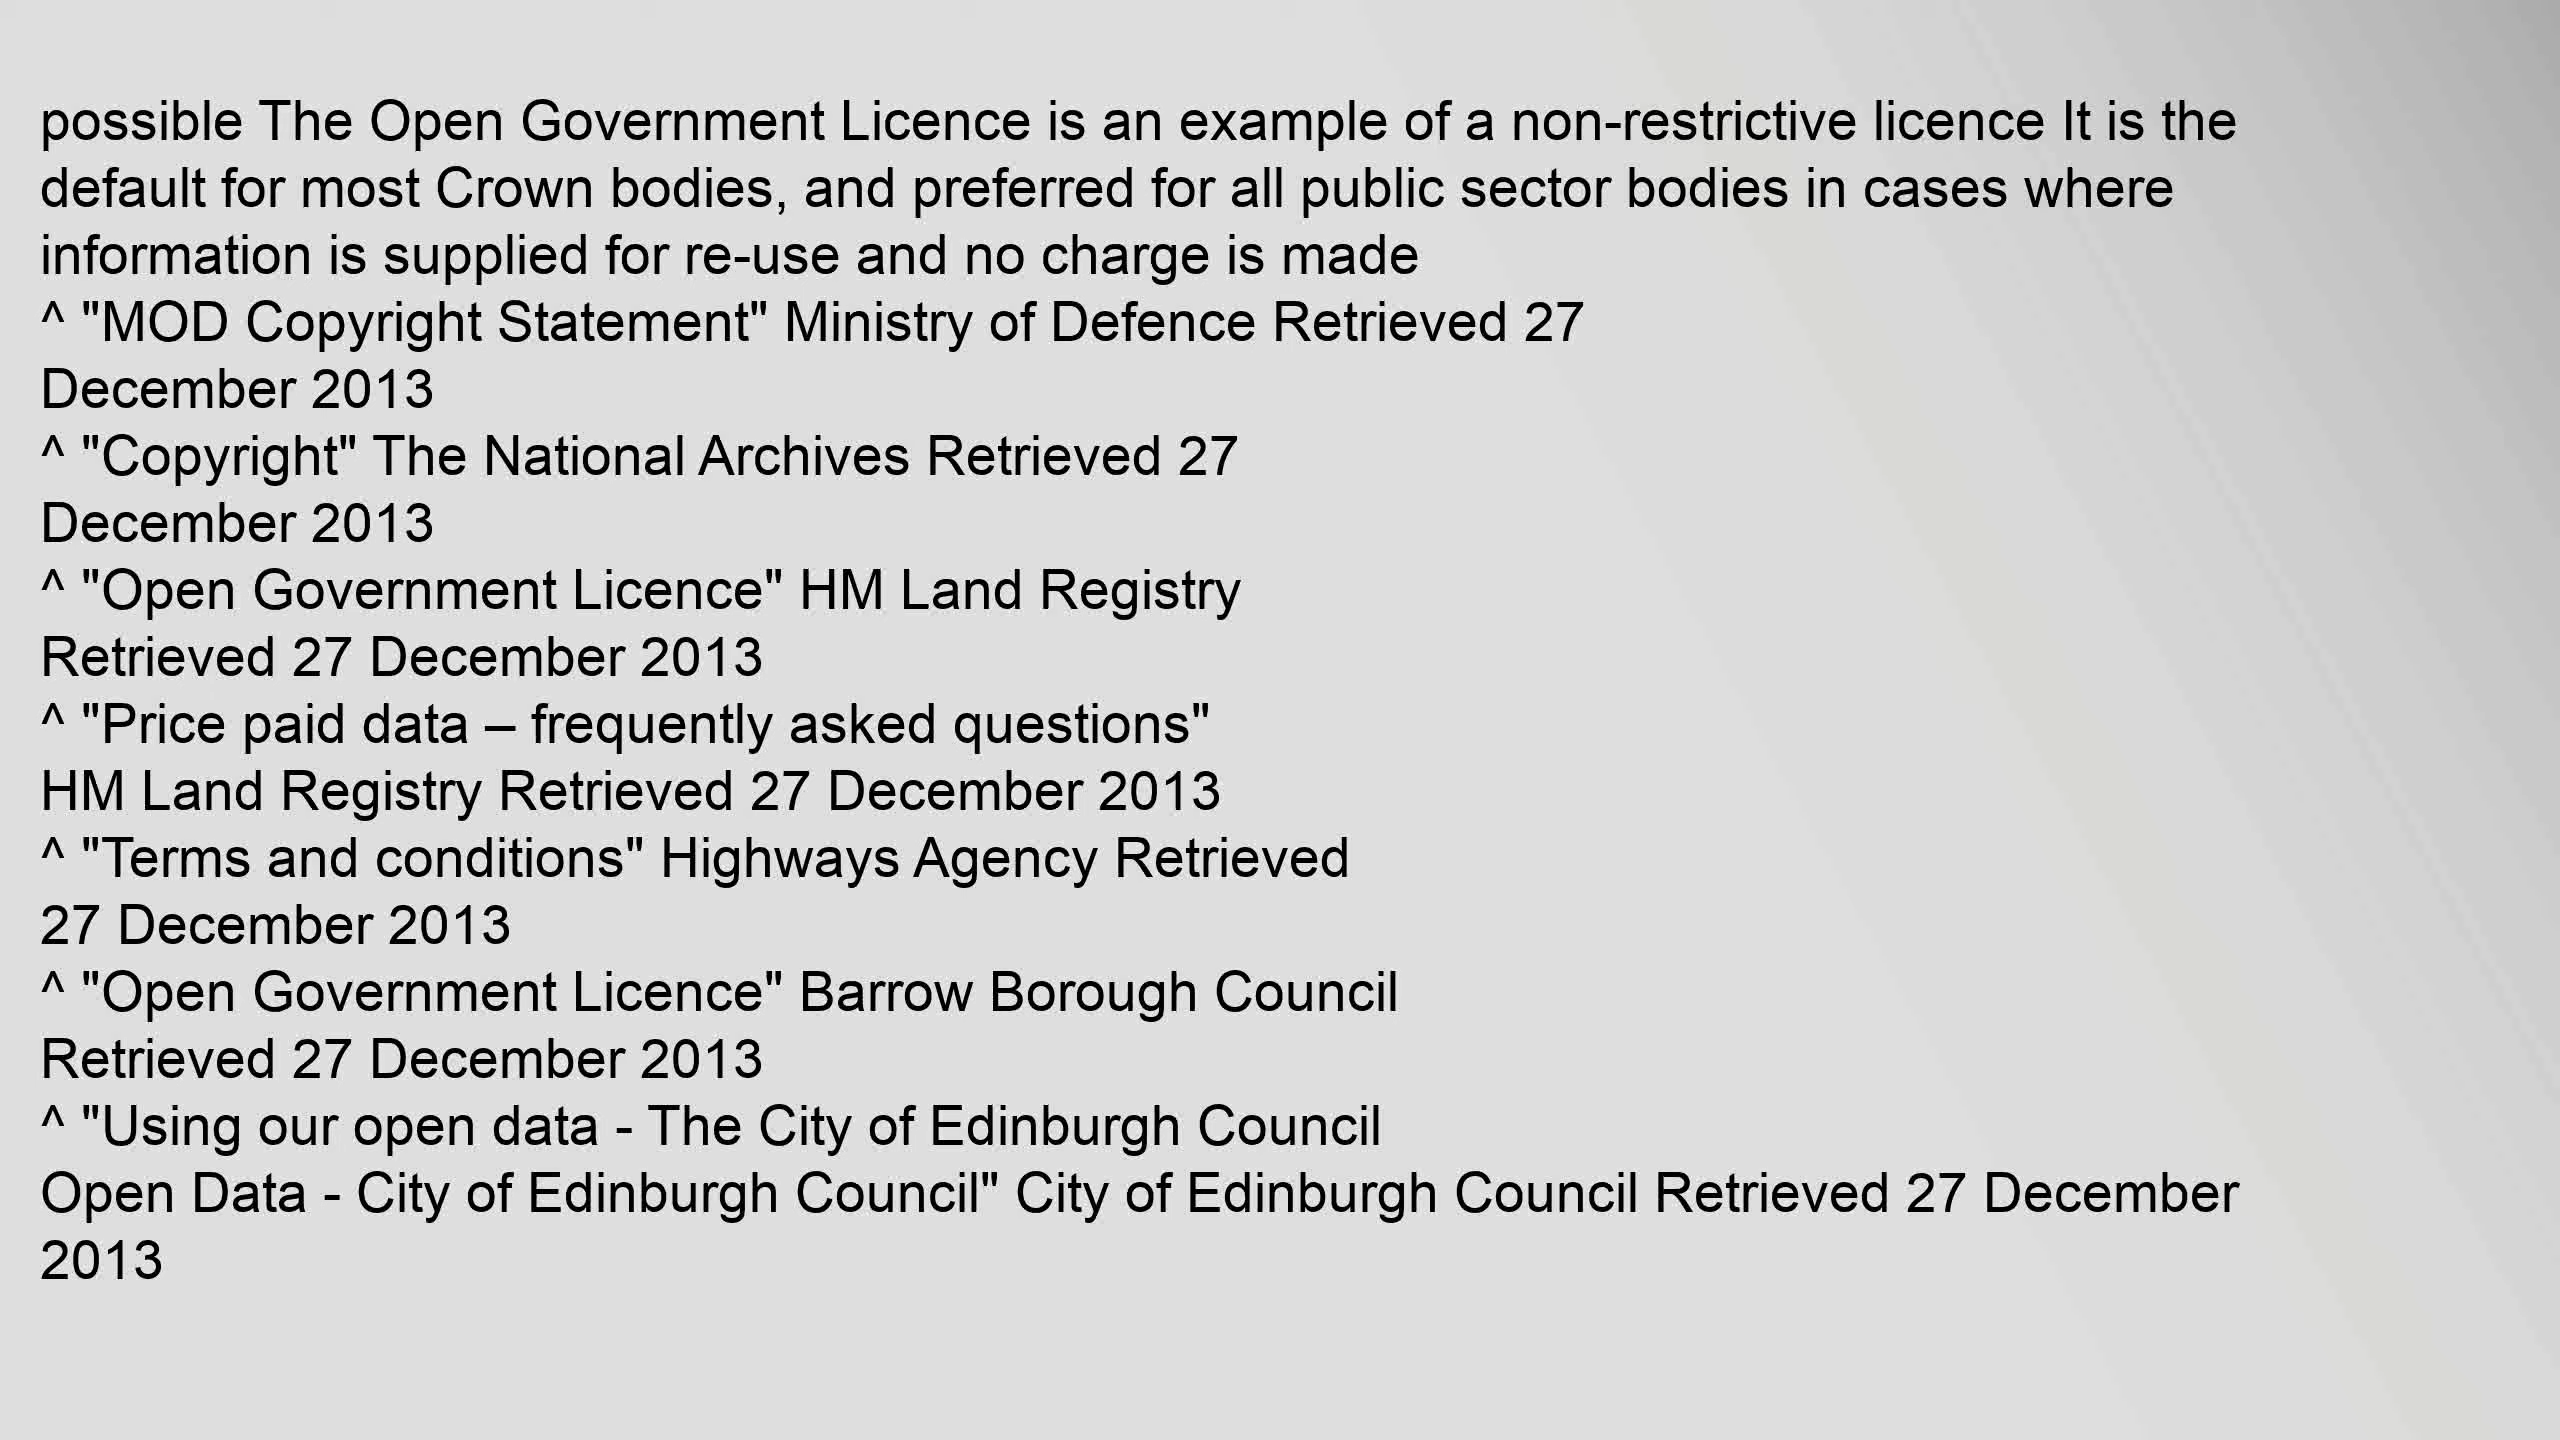 possible The Open Government Licence is an example of a non-restrictive licence It is the
default for most Crown bodies, and preferred for all public sector bodies in cases where
information is supplied for re-use and no charge is made
^ "MOD Copyright Statement" Ministry of Defence Retrieved 27
December 2013
^ "Copyright" The National Archives Retrieved 27
December 2013
^ "Open Government Licence" HM Land Registry
Retrieved 27 December 2013
^ "Price paid data – frequently asked questions"
HM Land Registry Retrieved 27 December 2013
^ "Terms and conditions" Highways Agency Retrieved
27 December 2013
^ "Open Government Licence" Barrow Borough Council
Retrieved 27 December 2013
^ "Using our open data - The City of Edinburgh Council
Open Data - City of Edinburgh Council" City of Edinburgh Council Retrieved 27 December
2013